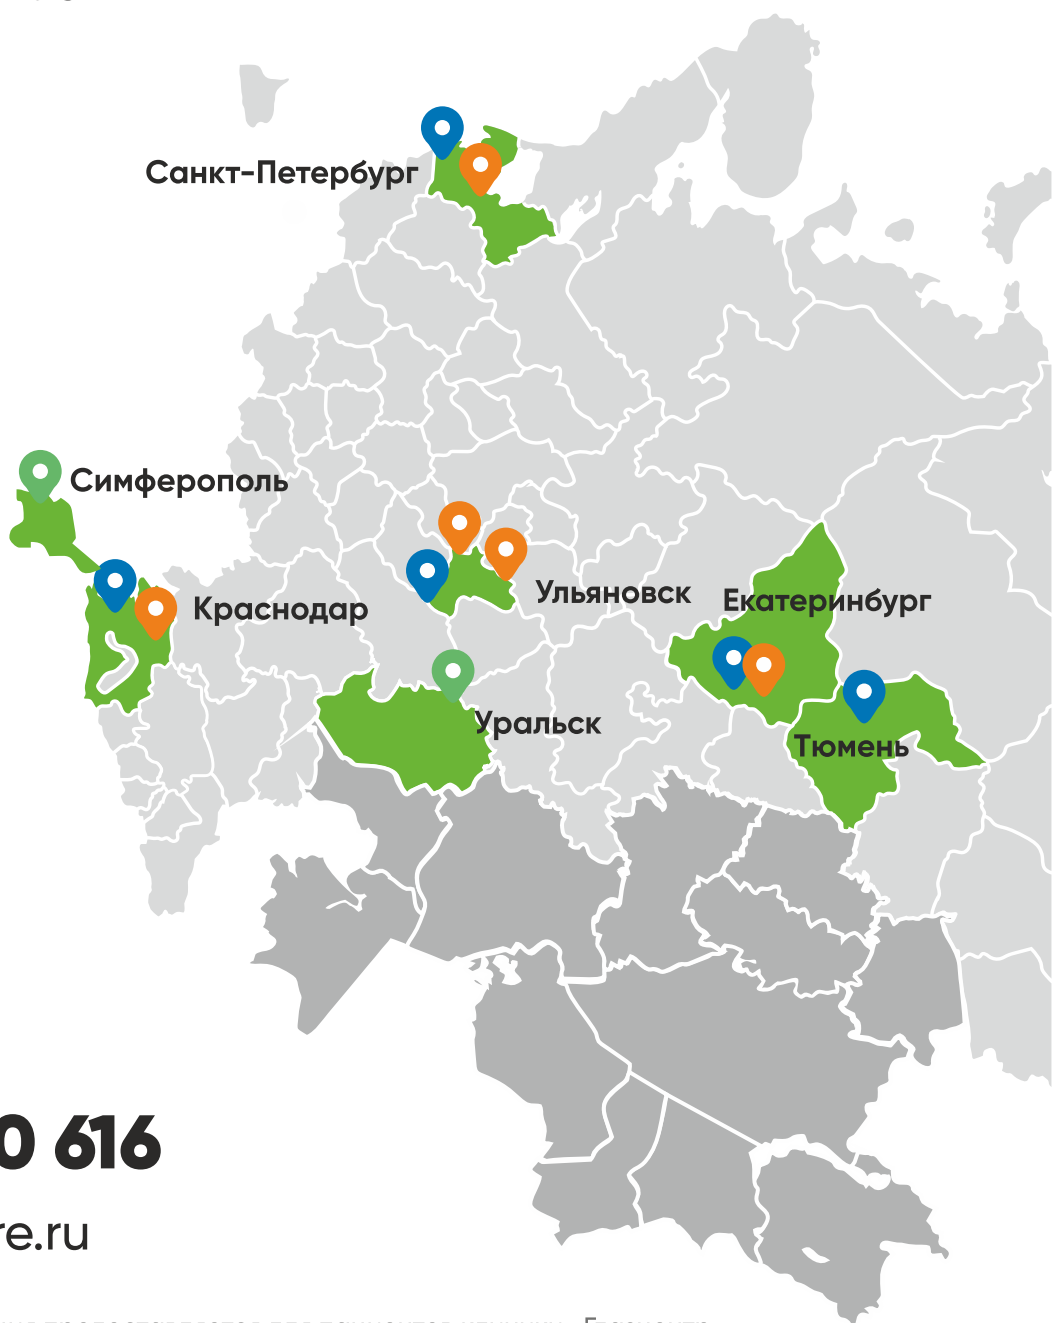 Санкт-Петербург
Симферополь
Краснодар
Ульяновск
Екатеринбург
Уральск
Тюмень
0 616
re.ru